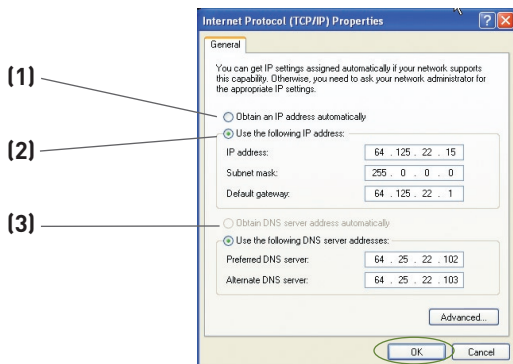 Internet Protocol (TCP/IP) Properties
General
You can get IP settings assigned automatically if your network supports
this capability. Otherwise, you need to ask your network administrator for
the appropriate IP settings.
(1)
Obtain an IP address automatically
(2)
Use the following IP address:
IP address: 64 . 125 . 22 . 15
Subnet mask: 255 . 0 . 0 . 0
Default gateway: 64 . 125 . 22 . 1
(3)
Obtain DNS server address automatically
Use the following DNS server addresses:
Preferred DNS server: 64 . 25 . 22 . 102
Alternate DNS server: 64 . 25 . 22 . 103
Advanced...
OK Cancel